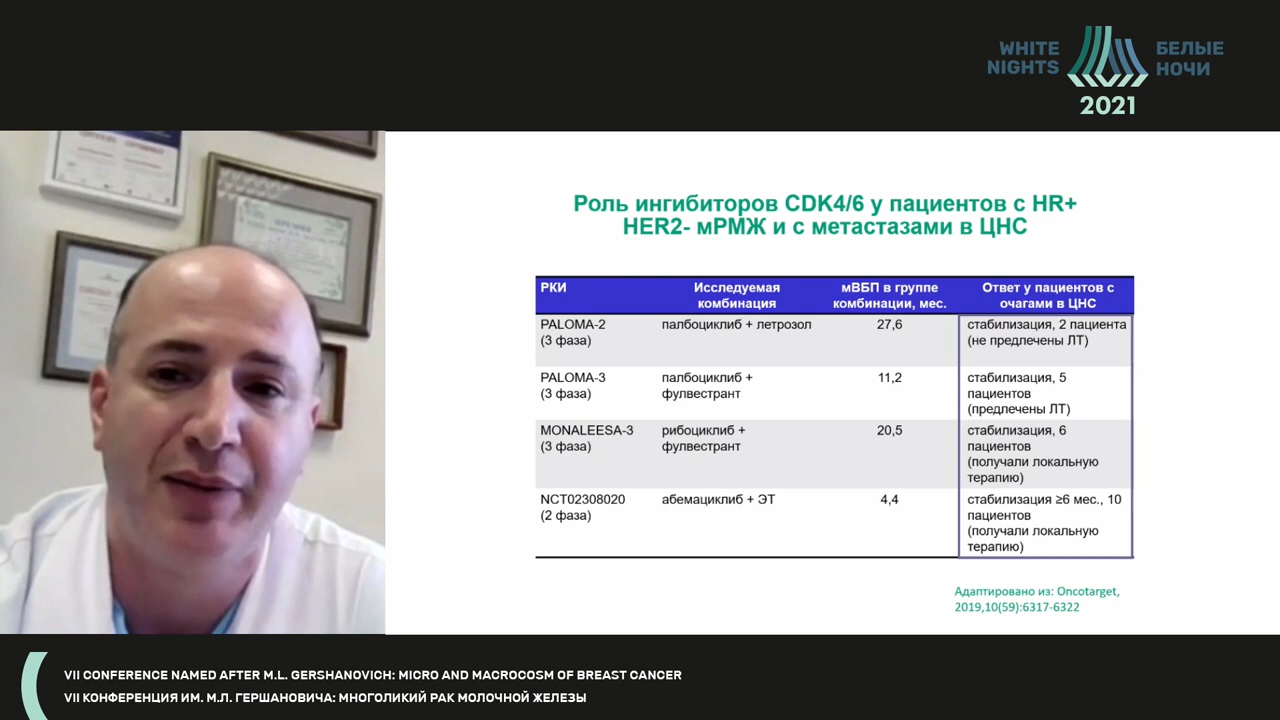 WHITE NIGHTS
БЕЛЫЕ НОЧИ
2021
Роль ингибиторов CDK4/6 у пациентов с HR+
HER2- мРМЖ и с метастазами в ЦНС
РКИ
Исследуемая
комбинация
мВБП в группе
комбинации, мес.
Ответ у пациентов с
очагами в ЦНС
PALOMA-2
(3 фаза)
палбоциклиб + летрозол
27,6
стабилизация, 2 пациента
(не предлечены ЛТ)
PALOMA-3
(3 фаза)
палбоциклиб +
фулвестрант
11,2
стабилизация, 5
пациентов
(предлечены ЛТ)
MONALEESA-3
(3 фаза)
рибоциклиб +
фулвестрант
20,5
стабилизация, 6
пациентов
(получали локальную
терапию)
NCT02308020
(2 фаза)
абемациклиб + ЭТ
4,4
стабилизация ≥6 мес., 10
пациентов
(получали локальную
терапию)
Адаптировано из: Oncotarget,
2019,10(59):6317-6322
VII CONFERENCE NAMED AFTER M.L. GERSHANOVICH: MICRO AND MACROCOSM OF BREAST CANCER
VII КОНФЕРЕНЦИЯ ИМ. М.Л. ГЕРШАНОВИЧА: МНОГОЛИКИЙ РАК МОЛОЧНОЙ ЖЕЛЕЗЫ